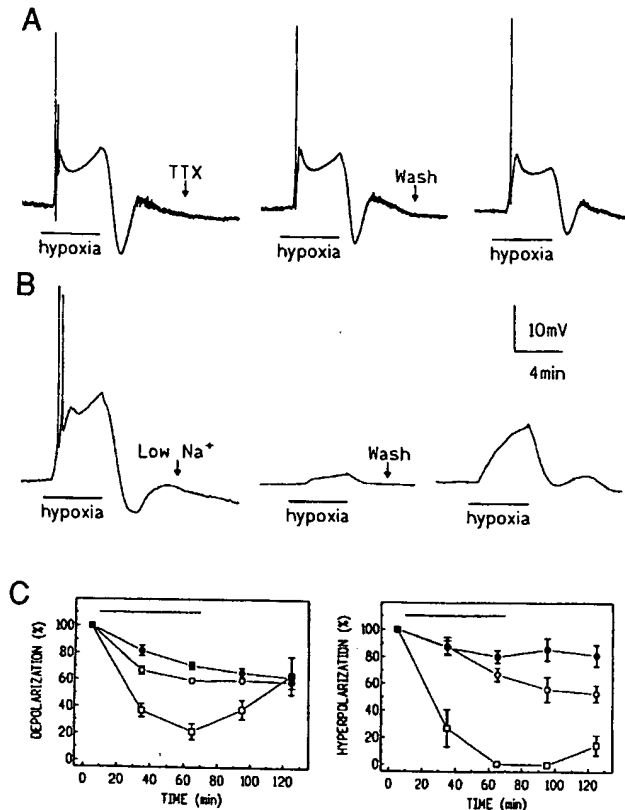 A
TTX
Wash
hypoxia
hypoxia
hypoxia
B
10mV
4min
Low Na+
Wash
hypoxia
hypoxia
hypoxia
C
DEPOLARIZATION (%)
100
80
60
40
20
0
0 20 40 60 80 100 120
TIME (min)
HYPERPOLARIZATION (%)
100
80
60
40
20
0
0 20 40 60 80 100 120
TIME (min)